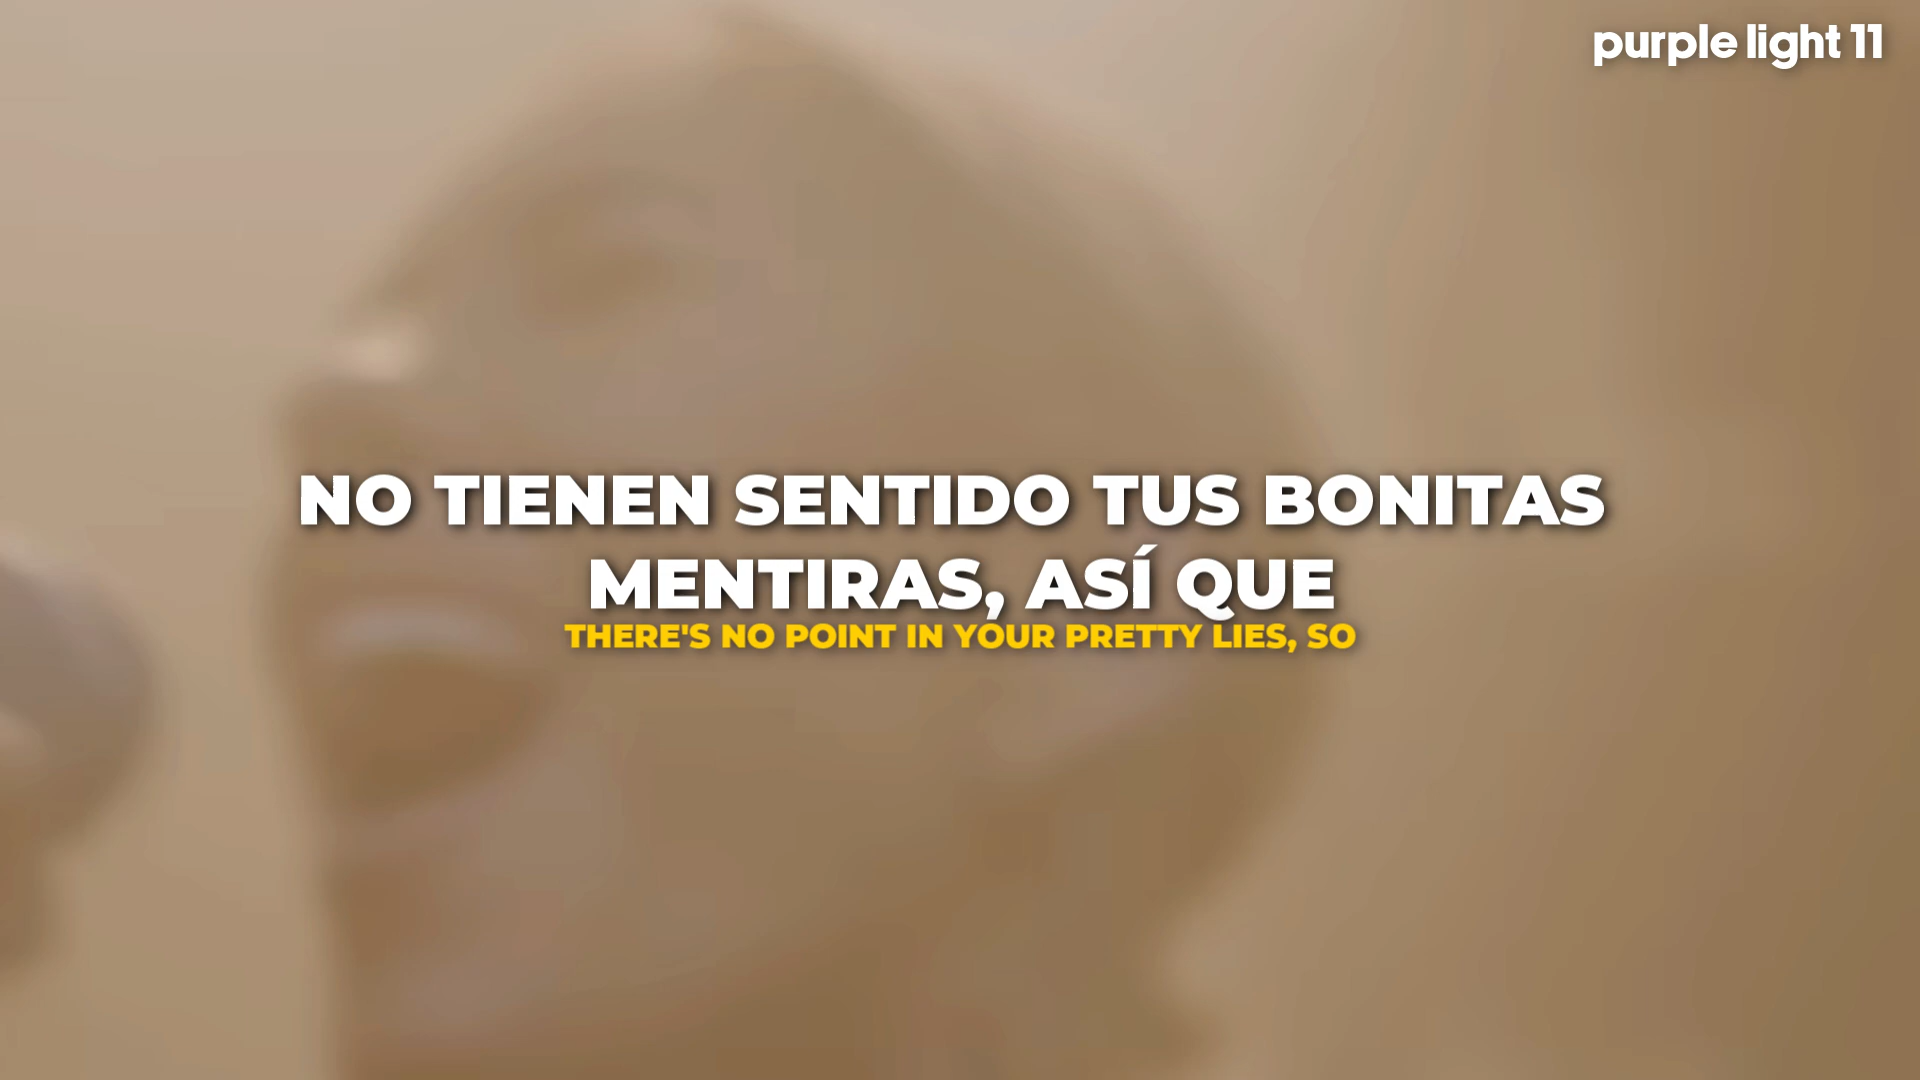 purple light 11
NO TIENEN SENTIDO TUS BONITAS
MENTIRAS, ASÍ QUE
THERE'S NO POINT IN YOUR PRETTY LIES, SO